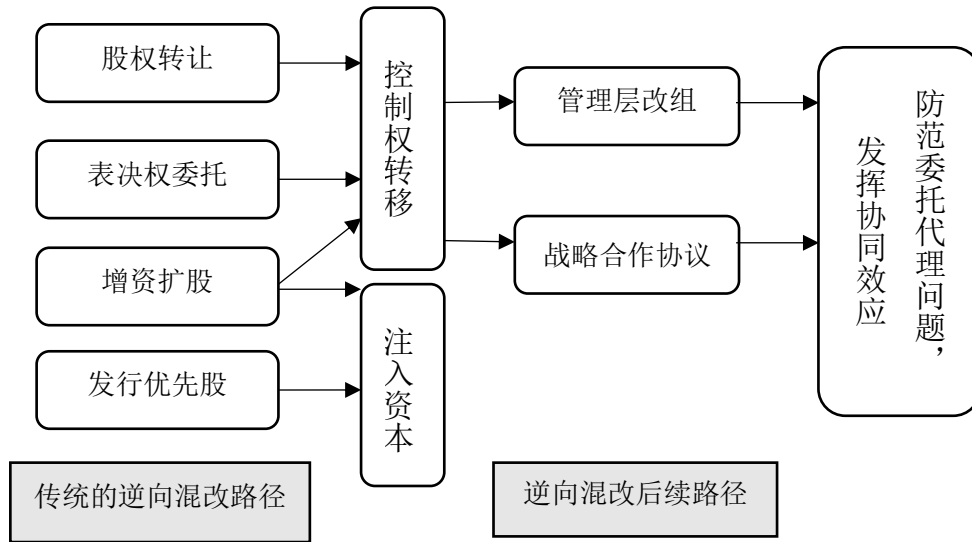 股权转让
表决权委托
增资扩股
发行优先股
控制权转移
注入资本
管理层改组
战略合作协议
防范委托代理问题，
发挥协同效应
传统的逆向混改路径
逆向混改后续路径